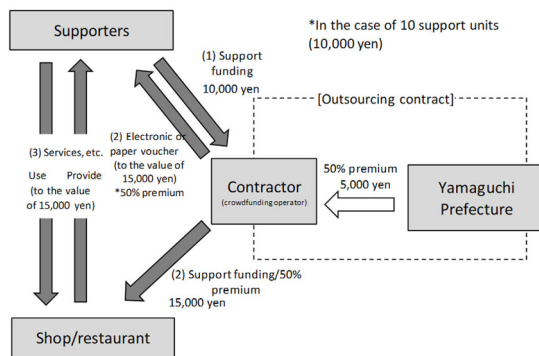 Supporters
*In the case of 10 support units
(10,000 yen)
(1) Support
funding
10,000 yen
[Outsourcing contract]
(3) Services, etc.
Use Provide
(to the value
of 15,000 yen)
(2) Electronic or
paper voucher
(to the value of
15,000 yen)
*50% premium
Contractor
(crowdfunding operator)
50% premium
5,000 yen
Yamaguchi
Prefecture
(2) Support funding/50%
premium
15,000 yen
Shop/restaurant